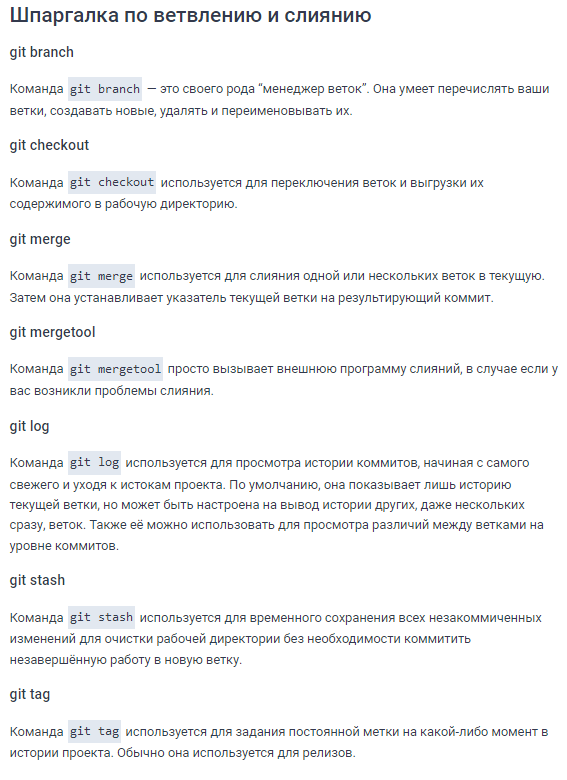 Шпаргалка по ветвлению и слиянию
git branch
Команда git branch — это своего рода “менеджер веток”. Она умеет перечислять ваши
ветки, создавать новые, удалять и переименовывать их.
git checkout
Команда git checkout используется для переключения веток и выгрузки их
содержимого в рабочую директорию.
git merge
Команда git merge используется для слияния одной или нескольких веток в текущую.
Затем она устанавливает указатель текущей ветки на результирующий коммит.
git mergetool
Команда git mergetool просто вызывает внешнюю программу слияний, в случае если у
вас возникли проблемы слияния.
git log
Команда git log используется для просмотра истории коммитов, начиная с самого
свежего и уходя к истокам проекта. По умолчанию, она показывает лишь историю
текущей ветки, но может быть настроена на вывод истории других, даже нескольких
сразу, веток. Также её можно использовать для просмотра различий между ветками на
уровне коммитов.
git stash
Команда git stash используется для временного сохранения всех незакоммиченных
изменений для очистки рабочей директории без необходимости коммитить
незавершённую работу в новую ветку.
git tag
Команда git tag используется для задания постоянной метки на какой-либо момент в
истории проекта. Обычно она используется для релизов.